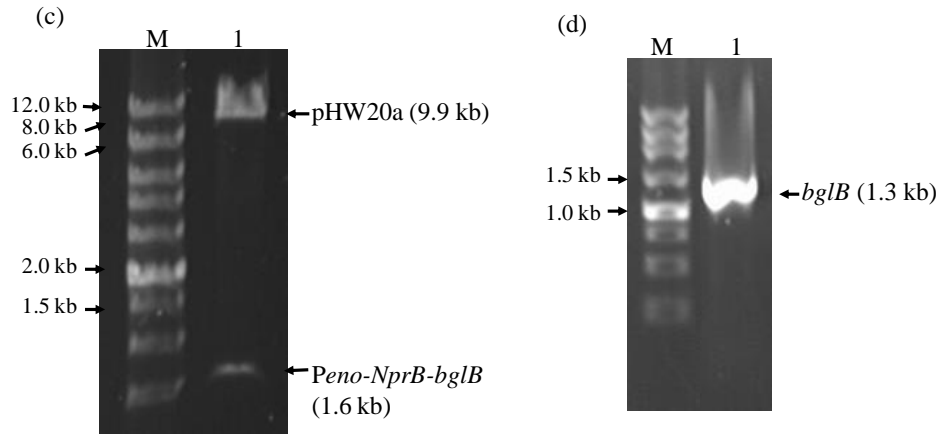 (c)
M 1
12.0 kb
8.0 kb
6.0 kb
2.0 kb
1.5 kb
pHW20a (9.9 kb)
Peno-NprB-bglB
(1.6 kb)
(d)
M 1
1.5 kb
1.0 kb
bglB (1.3 kb)